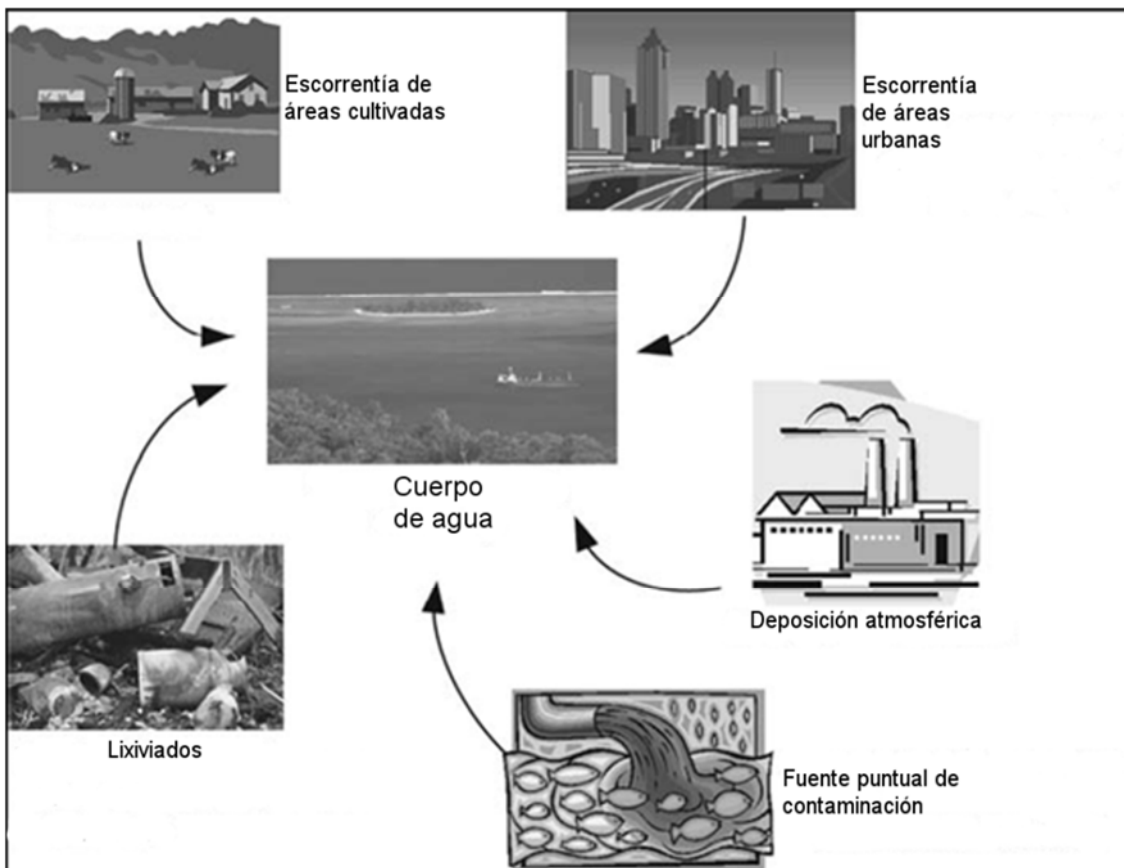 Escorrentía de
áreas cultivadas
Escorrentía
de áreas
urbanas
Cuerpo
de agua
Deposición atmosférica
Lixiviados
Fuente puntual de
contaminación